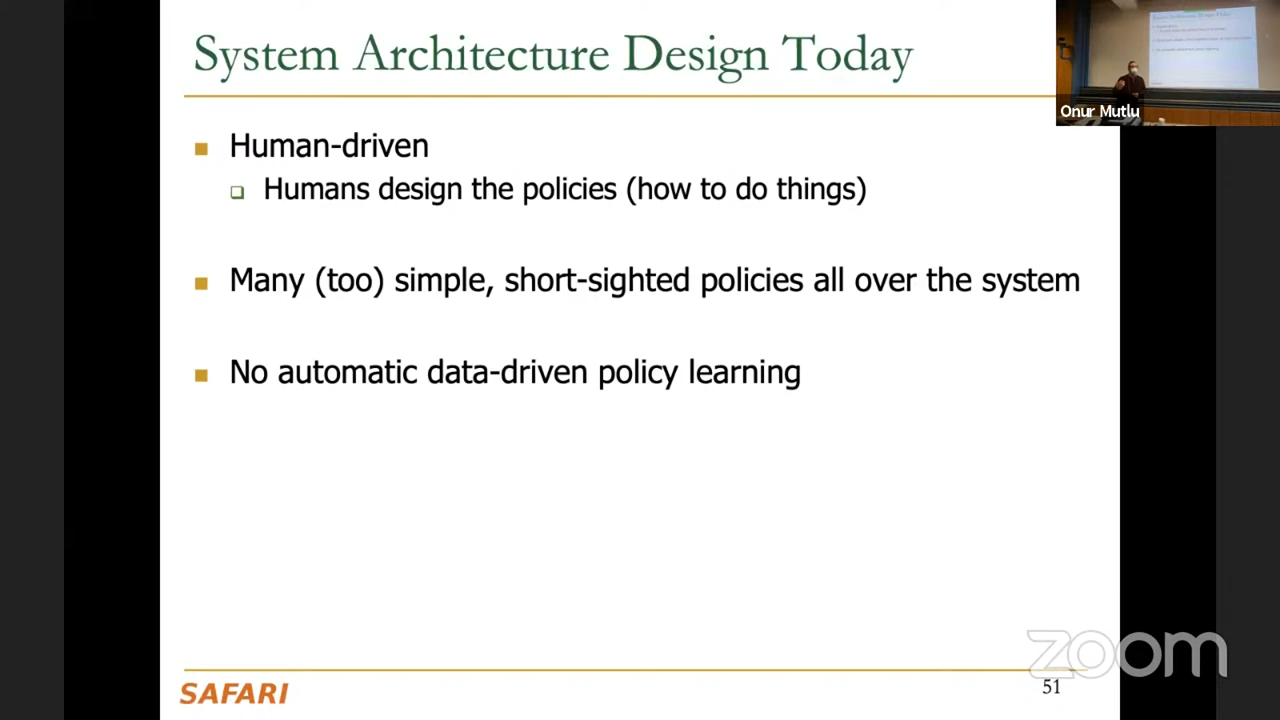 System Architecture Design Today
Onur Mutlu
Human-driven
Humans design the policies (how to do things)
Many (too) simple, short-sighted policies all over the system
No automatic data-driven policy learning
zoom
SAFARI
51